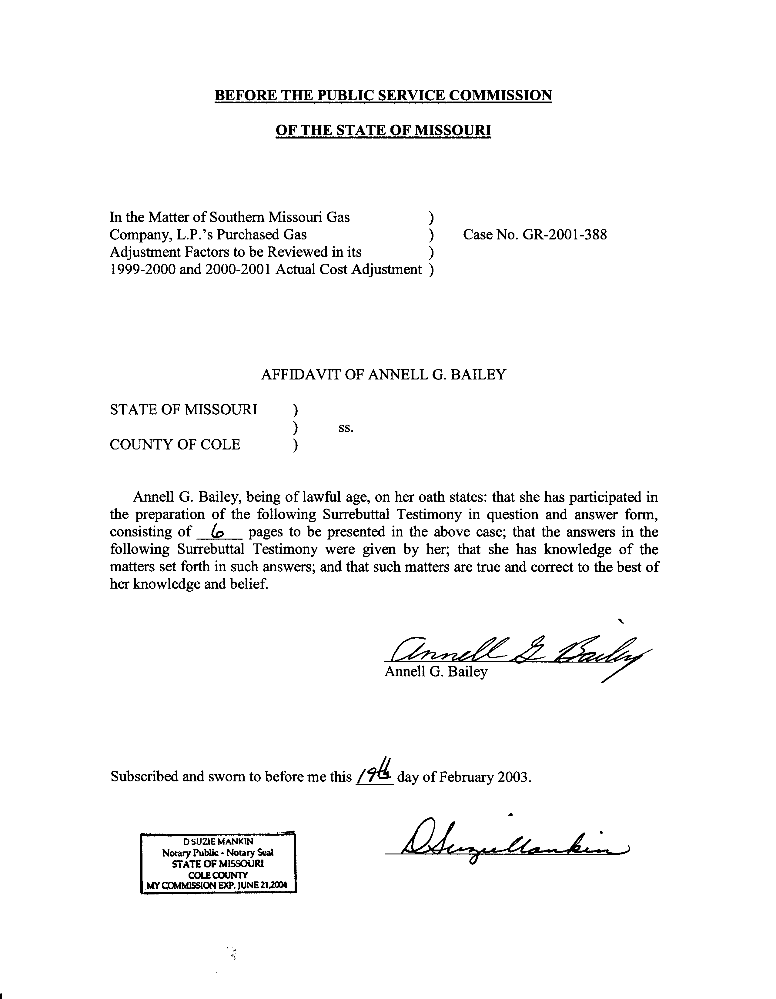 BEFORE THE PUBLIC SERVICE COMMISSION
OF THE STATE OF MISSOURI
In the Matter of Southern Missouri Gas )
Company, L.P.'s Purchased Gas ) Case No. GR-2001-388
Adjustment Factors to be Reviewed in its )
1999-2000 and 2000-2001 Actual Cost Adjustment )
AFFIDAVIT OF ANNELL G. BAILEY
STATE OF MISSOURI )
) ss.
COUNTY OF COLE )
Annell G. Bailey, being of lawful age, on her oath states: that she has participated in
the preparation of the following Surrebuttal Testimony in question and answer form,
consisting of 6 pages to be presented in the above case; that the answers in the
following Surrebuttal Testimony were given by her; that she has knowledge of the
matters set forth in such answers; and that such matters are true and correct to the best of
her knowledge and belief.
Annell G Bailey
Annell G. Bailey
Subscribed and sworn to before me this 19th day of February 2003.
D Suzie Mankin
D SUZIE MANKIN
Notary Public - Notary Seal
STATE OF MISSOURI
COLE COUNTY
MY COMMISSION EXP. JUNE 21,2004